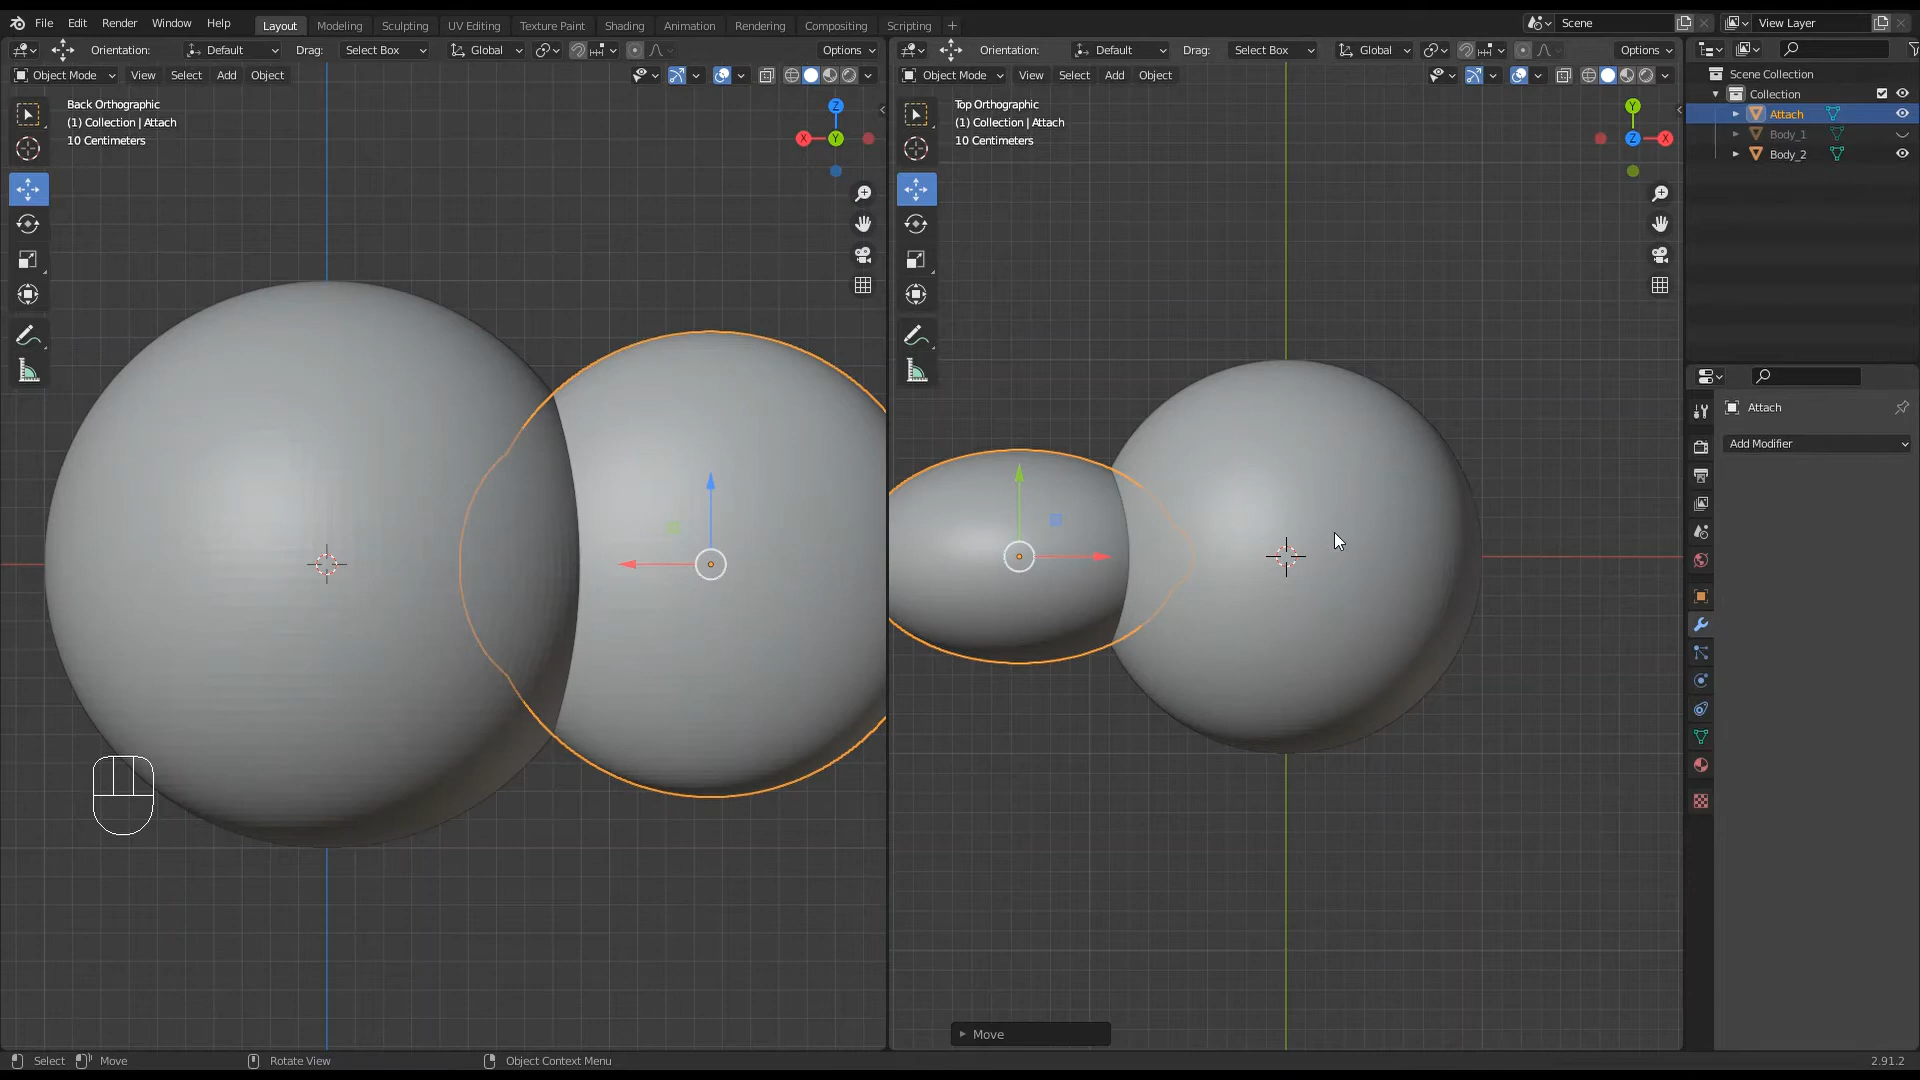 File Edit Render Window Help
Layout Modeling Sculpting UV Editing Texture Paint Shading Animation Rendering Compositing Scripting +
Scene
View Layer
Orientation: Default Drag: Select Box Global Options
Orientation: Default Drag: Select Box Global Options
Object Mode View Select Add Object
Object Mode View Select Add Object
Back Orthographic
(1) Collection | Attach
10 Centimeters
Z
X
Y
Top Orthographic
(1) Collection | Attach
10 Centimeters
Y
Z
X
Scene Collection
Collection
Attach
Body_1
Body_2
Attach
Add Modifier
Move
Select Move Rotate View Object Context Menu 2.91.2